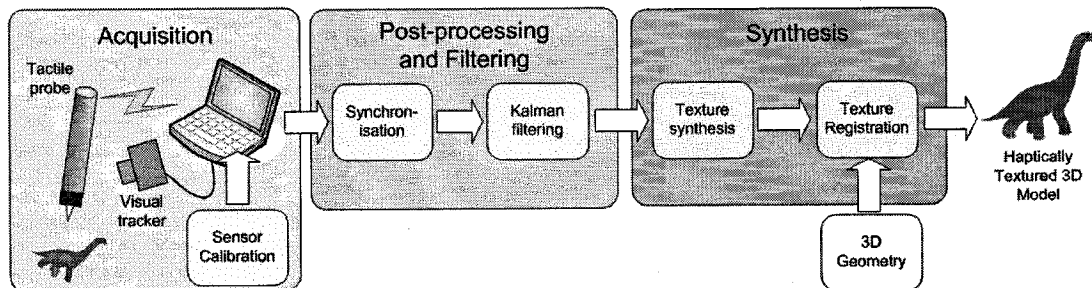 Acquisition
Tactile
probe
Visual
tracker
Sensor
Calibration
Post-processing
and Filtering
Synchron-
isation
Kalman
filtering
Synthesis
Texture
synthesis
Texture
Registration
3D
Geometry
Haptically
Textured 3D
Model